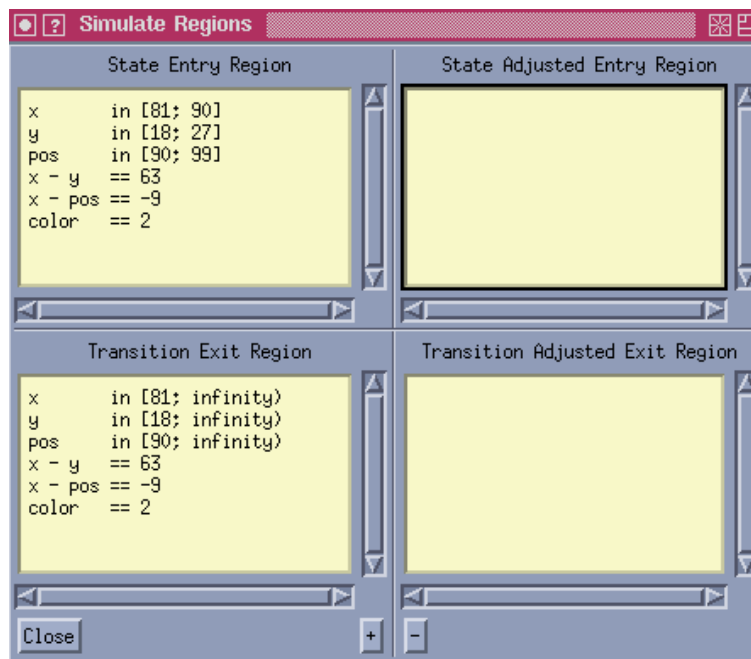 Simulate Regions
State Entry Region
x in [81; 90]
y in [18; 27]
pos in [90; 99]
x - y == 63
x - pos == -9
color == 2
State Adjusted Entry Region
Transition Exit Region
x in [81; infinity)
y in [18; infinity)
pos in [90; infinity)
x - y == 63
x - pos == -9
color == 2
Transition Adjusted Exit Region
Close + -